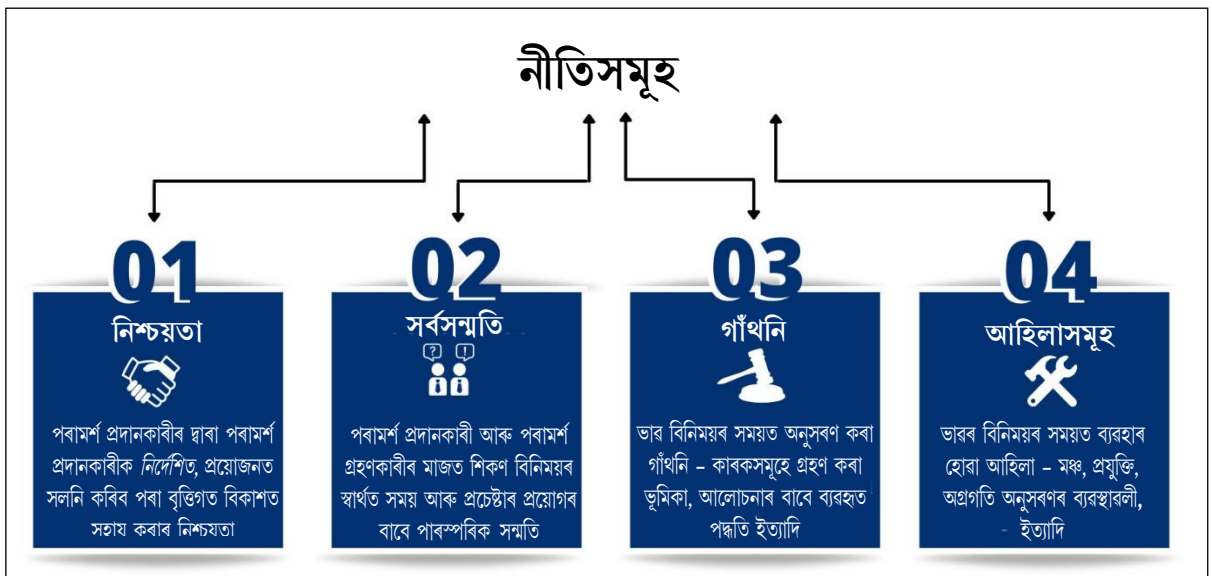 নীতিসমূহ
01
নিশ্চয়তা
পৰামৰ্শ প্ৰদানকাৰীৰ দ্বাৰা পৰামৰ্শ
প্ৰদানকাৰীক নিৰ্দেশিত, প্ৰয়োজনত
সলনি কৰিব পৰা বৃত্তিগত বিকাশত
সহায় কৰাৰ নিশ্চয়তা
02
সৰ্বসন্মতি
? !
পৰামৰ্শ প্ৰদানকাৰী আৰু পৰামৰ্শ
গ্ৰহণকাৰীৰ মাজত শিকণ বিনিময়ৰ
স্বাৰ্থত সময় আৰু প্ৰচেষ্টাৰ প্ৰয়োগৰ
বাবে পাৰস্পৰিক সন্মতি
03
গাঁথনি
ভাৱ বিনিময়ৰ সময়ত অনুসৰণ কৰা
গাঁথনি – কাৰকসমূহে গ্ৰহণ কৰা
ভূমিকা, আলোচনাৰ বাবে ব্যৱহৃত
পদ্ধতি ইত্যাদি
04
আহিলাসমূহ
ভাৱৰ বিনিময়ৰ সময়ত ব্যৱহাৰ
হোৱা আহিলা – মঞ্চ, প্ৰযুক্তি,
অগ্ৰগতি অনুসৰণৰ ব্যৱস্থাৱলী,
- ইত্যাদি